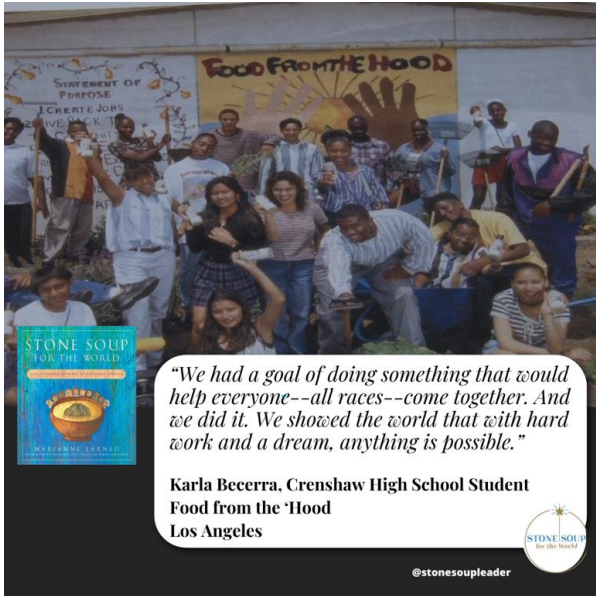 FOOD FROM THE HOOD
STATEMENT OF
PURPOSE
1. CREATE JOBS
STONE SOUP
FOR THE WORLD
MARIANNE LARNED
“We had a goal of doing something that would
help everyone--all races--come together. And
we did it. We showed the world that with hard
work and a dream, anything is possible.”
Karla Becerra, Crenshaw High School Student
Food from the ‘Hood
Los Angeles
STONE SOUP
for the World
@stonesoupleader